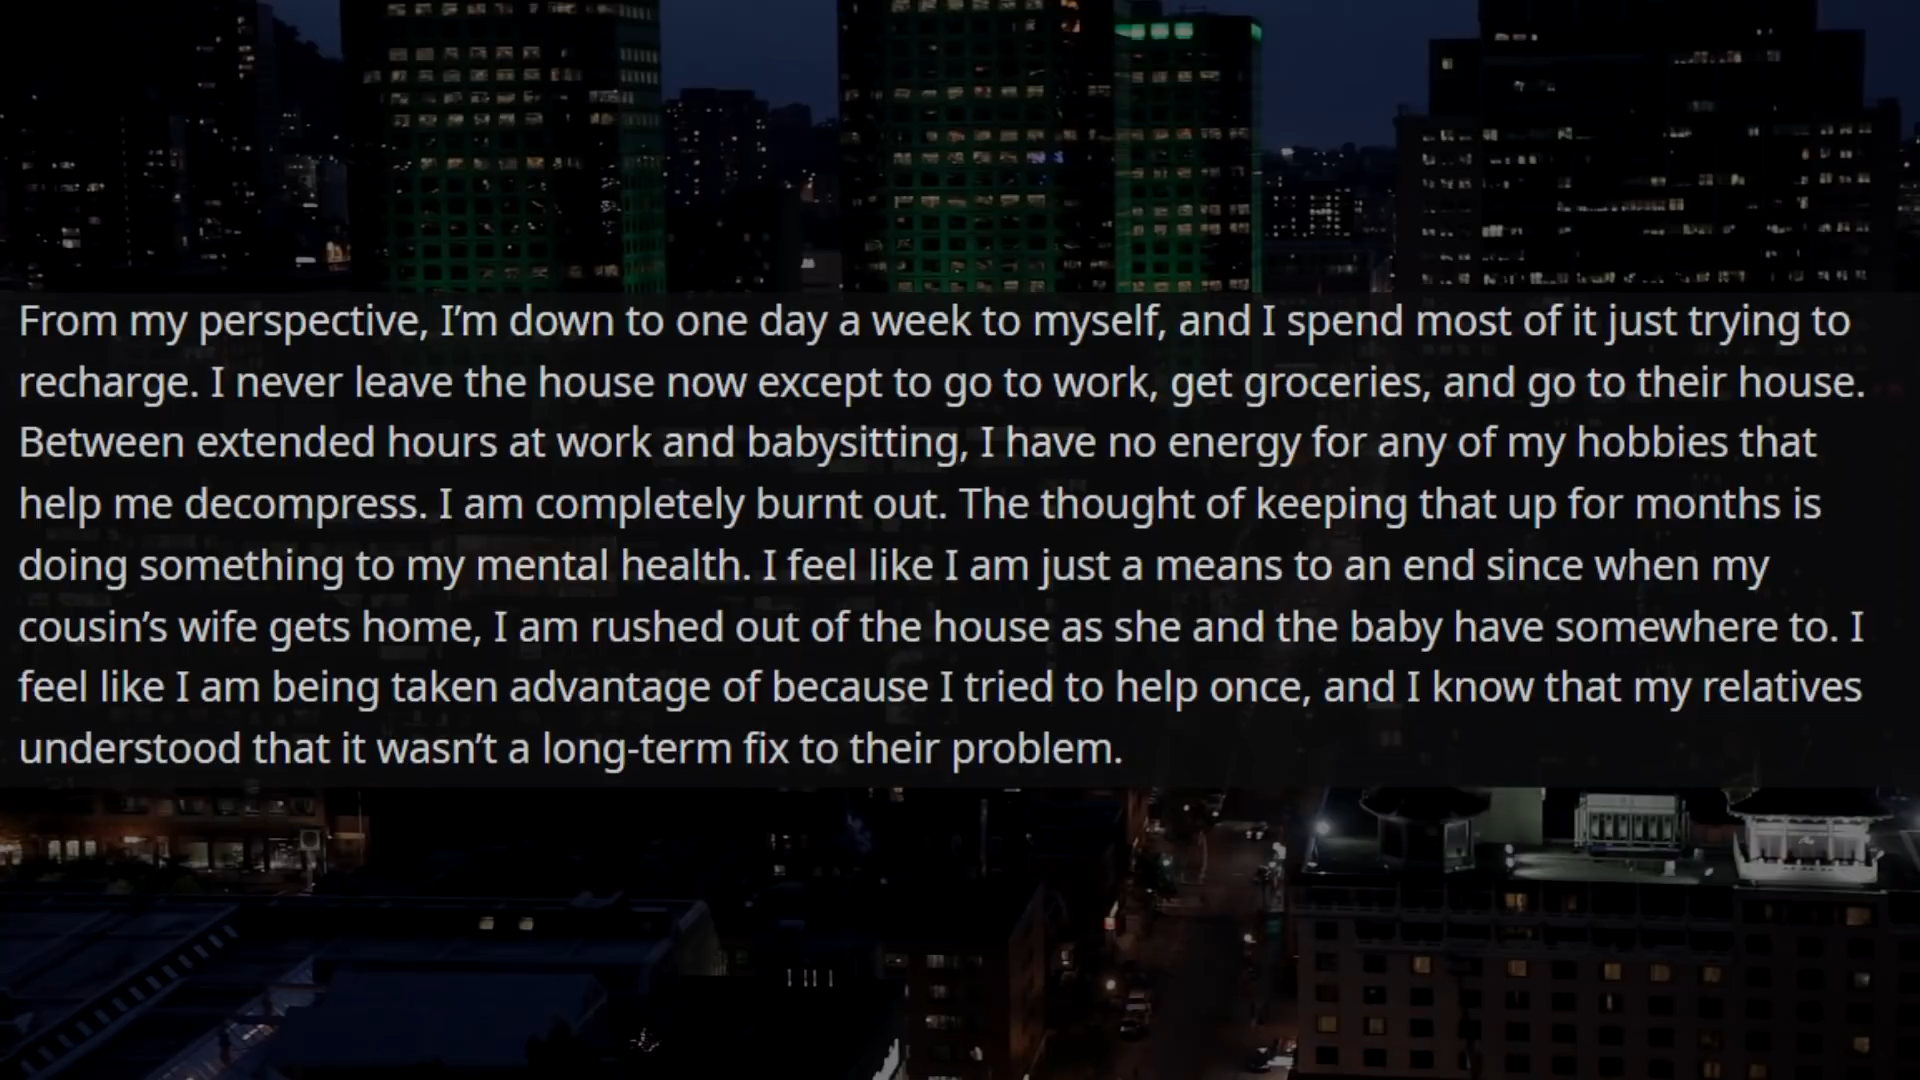 From my perspective, I’m down to one day a week to myself, and I spend most of it just trying to
recharge. I never leave the house now except to go to work, get groceries, and go to their house.
Between extended hours at work and babysitting, I have no energy for any of my hobbies that
help me decompress. I am completely burnt out. The thought of keeping that up for months is
doing something to my mental health. I feel like I am just a means to an end since when my
cousin’s wife gets home, I am rushed out of the house as she and the baby have somewhere to. I
feel like I am being taken advantage of because I tried to help once, and I know that my relatives
understood that it wasn’t a long-term fix to their problem.